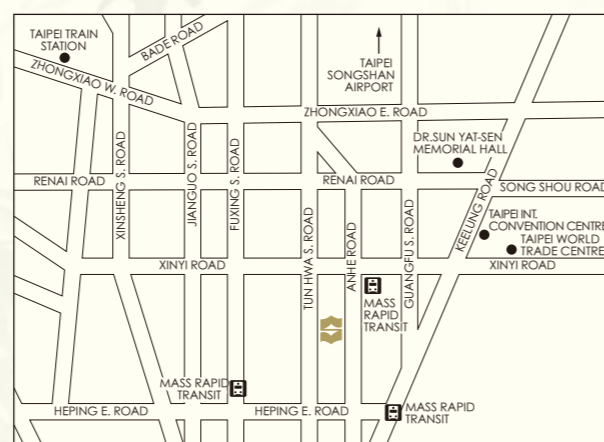 TAIPEI TRAIN
STATION
BADE ROAD
TAIPEI
SONGSHAN
AIRPORT
ZHONGXIAO W. ROAD
ZHONGXIAO E. ROAD
DR.SUN YAT-SEN
MEMORIAL HALL
XINSHENG S. ROAD
JIANGUO S. ROAD
FUXING S. ROAD
RENAI ROAD
RENAI ROAD
SONG SHOU ROAD
KEELUNG ROAD
TAIPEI INT.
CONVENTION CENTRE
TAIPEI WORLD
TRADE CENTRE
TUN HWA S. ROAD
ANHE ROAD
GUANGFU S. ROAD
XINYI ROAD
XINYI ROAD
MASS
RAPID
TRANSIT
MASS RAPID
TRANSIT
HEPING E. ROAD
HEPING E. ROAD
MASS RAPID
TRANSIT